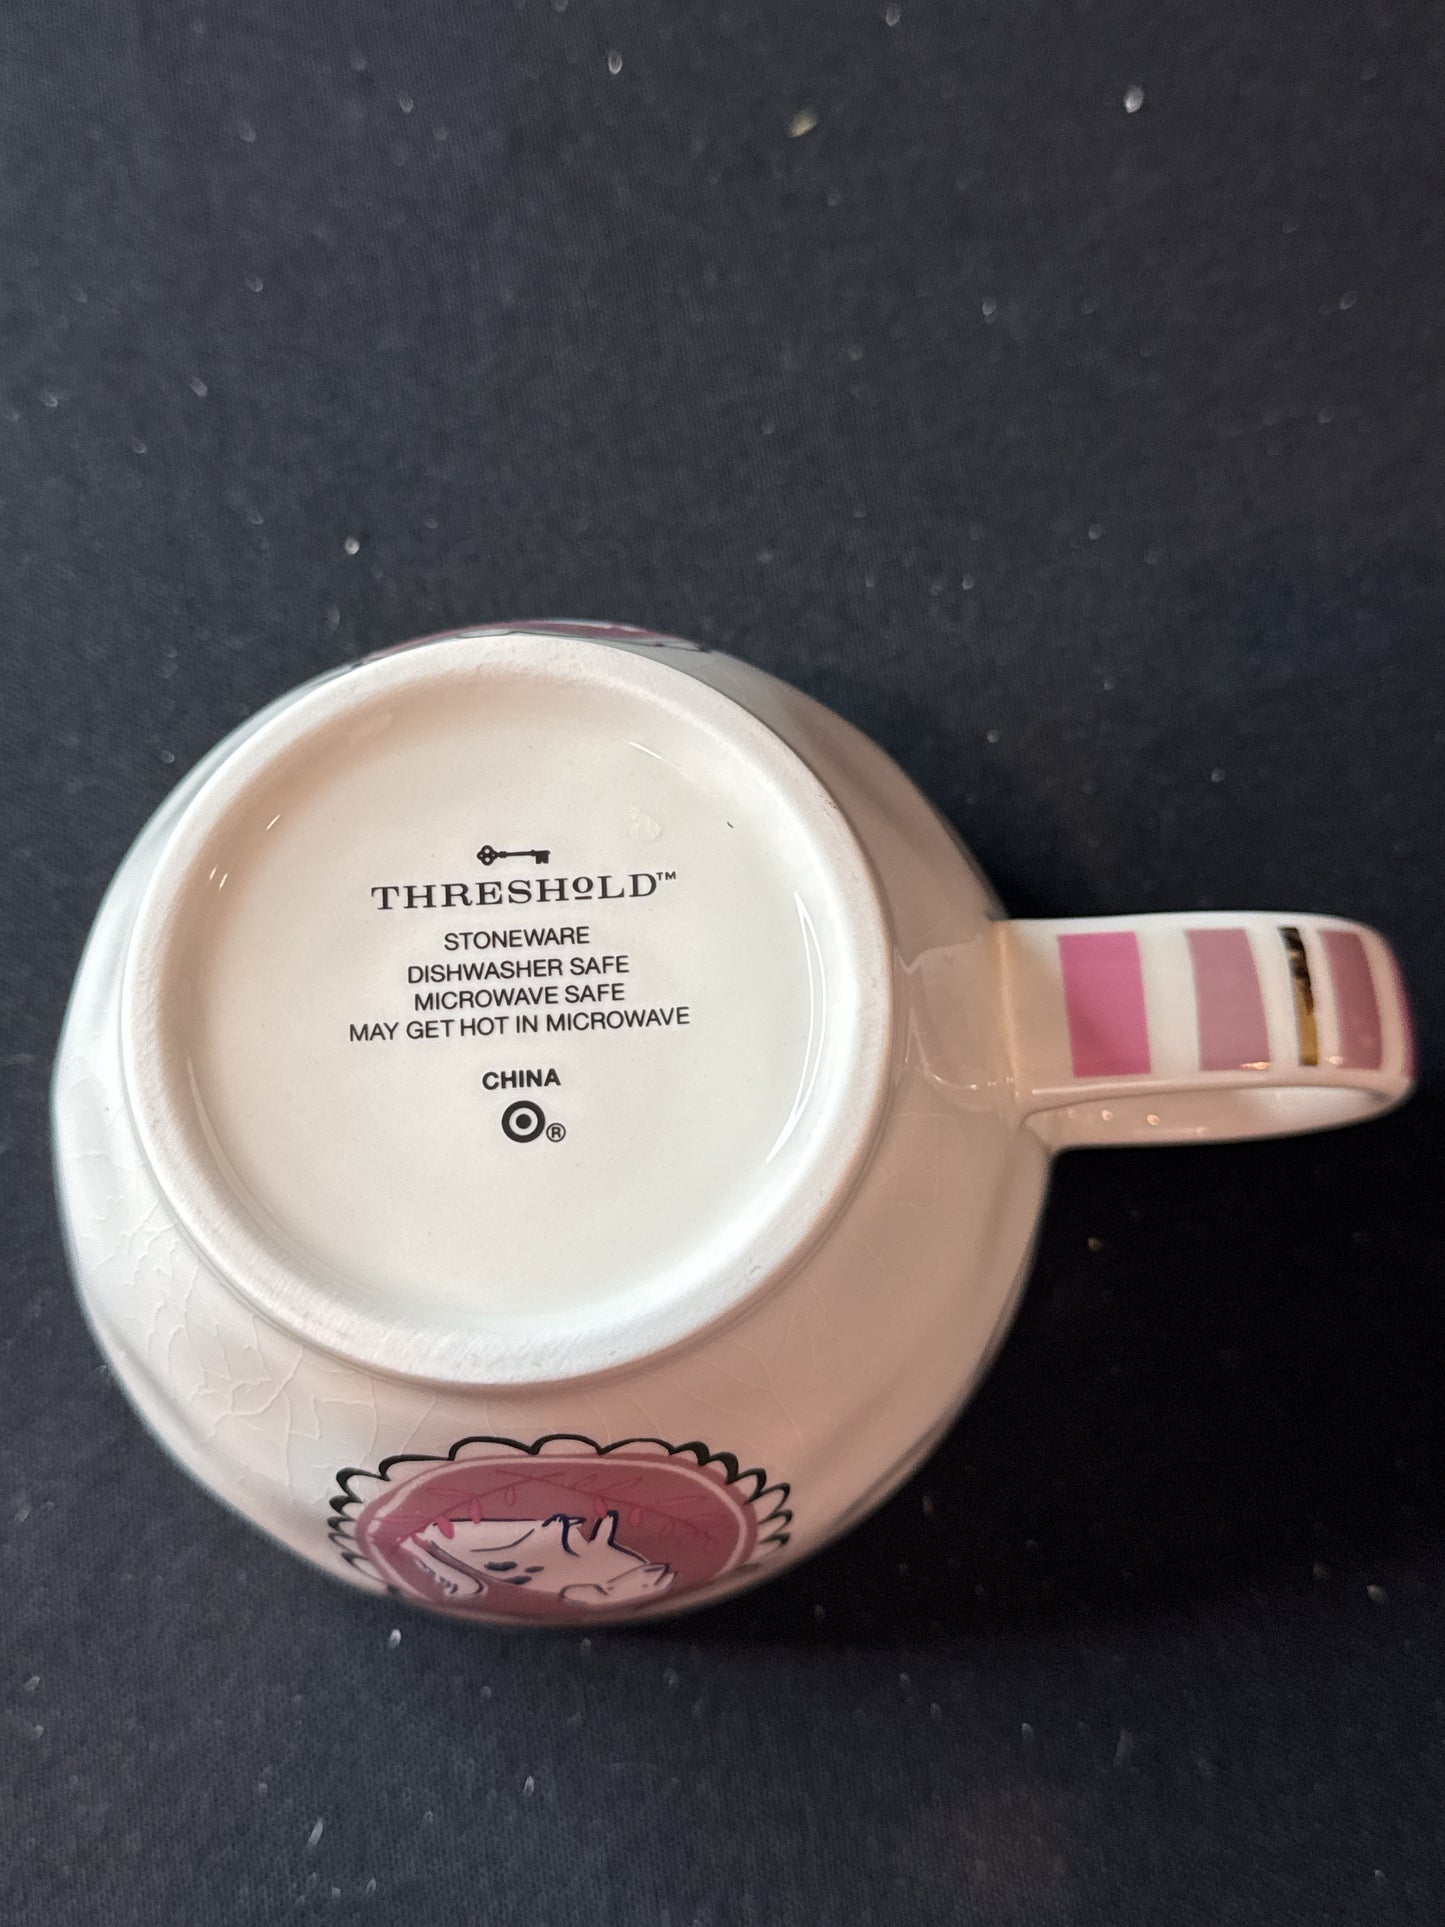 THRESHOLD™
STONEWARE
DISHWASHER SAFE
MICROWAVE SAFE
MAY GET HOT IN MICROWAVE
CHINA
®